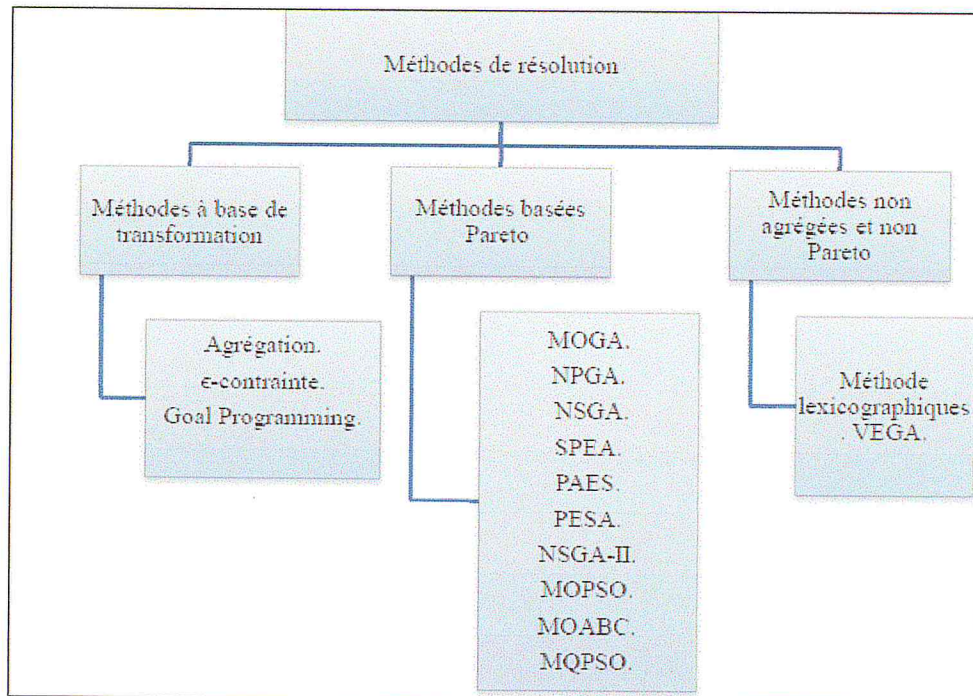 Méthodes de résolution
Méthodes à base de
transformation
Méthodes basées
Pareto
Méthodes non
agrégées et non
Pareto
Agrégation.
ϵ-contrainte.
Goal Programming.
MOGA.
NPGA.
NSGA.
SPEA.
PAES.
PESA.
NSGA-II.
MOPSO.
MOABC.
MQPSO.
Méthode
lexicographiques
. VEGA.